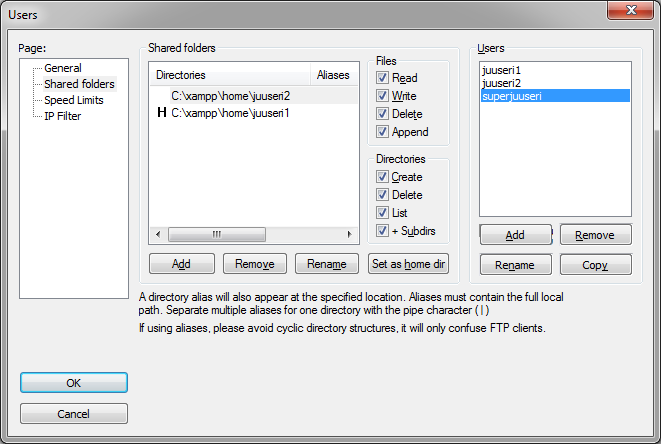 Users
Page:
General
Shared folders
Speed Limits
IP Filter
OK
Cancel
Shared folders
Directories Aliases
C:\xampp\home\juuseri2
H C:\xampp\home\juuseri1
Add Remove Rename Set as home dir
Files
Read
Write
Delete
Append
Directories
Create
Delete
List
+ Subdirs
Users
juuseri1
juuseri2
superjuuseri
Add Remove
Rename Copy
A directory alias will also appear at the specified location. Aliases must contain the full local
path. Separate multiple aliases for one directory with the pipe character ( | )
If using aliases, please avoid cyclic directory structures, it will only confuse FTP clients.